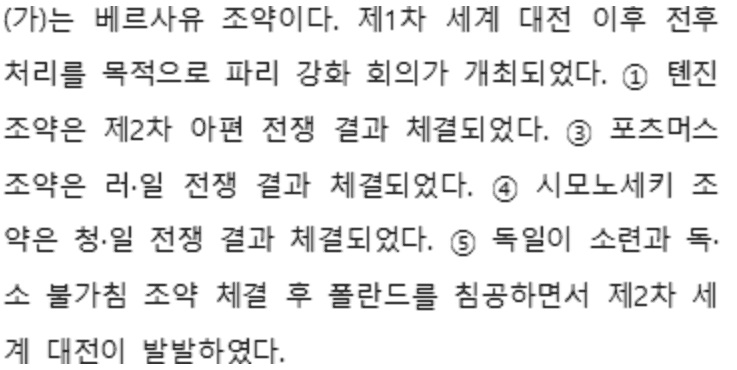 (가)는 베르사유 조약이다. 제1차 세계 대전 이후 전후
처리를 목적으로 파리 강화 회의가 개최되었다. ① 톈진
조약은 제2차 아편 전쟁 결과 체결되었다. ③ 포츠머스
조약은 러·일 전쟁 결과 체결되었다. ④ 시모노세키 조
약은 청·일 전쟁 결과 체결되었다. ⑤ 독일이 소련과 독·
소 불가침 조약 체결 후 폴란드를 침공하면서 제2차 세
계 대전이 발발하였다.